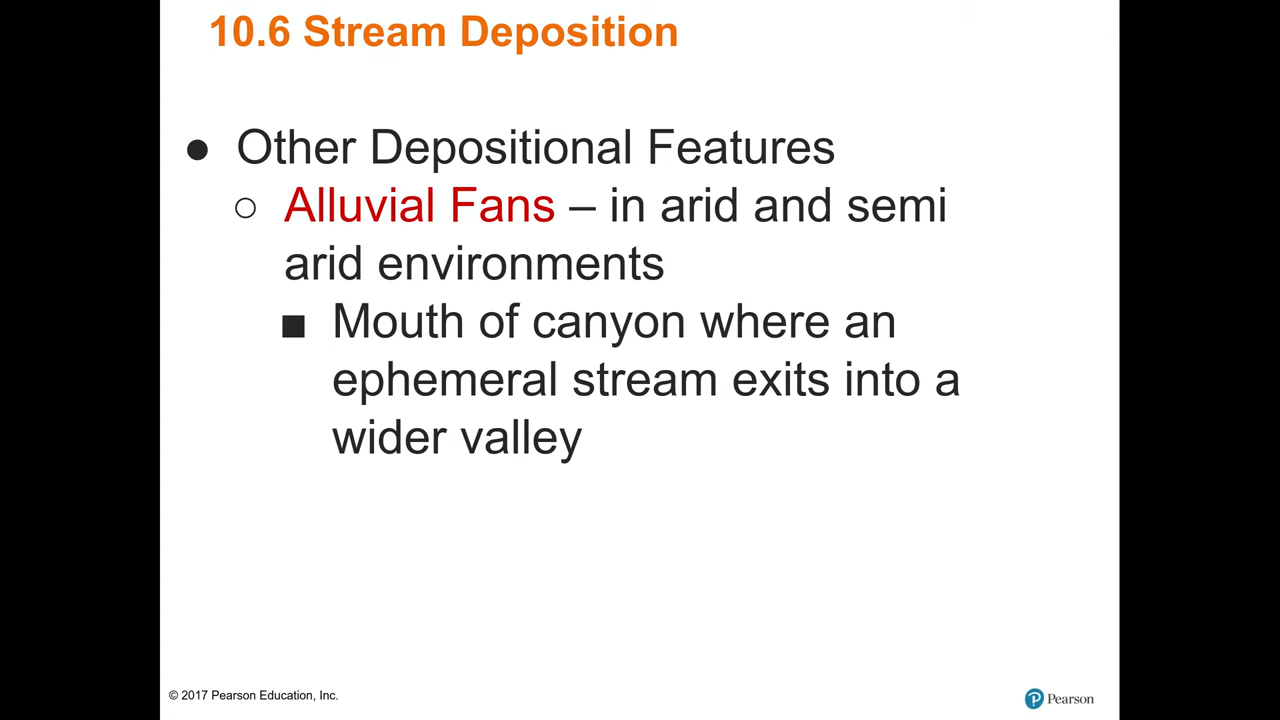 10.6 Stream Deposition
● Other Depositional Features
○ Alluvial Fans – in arid and semi
arid environments
■ Mouth of canyon where an
ephemeral stream exits into a
wider valley
© 2017 Pearson Education, Inc.
P Pearson